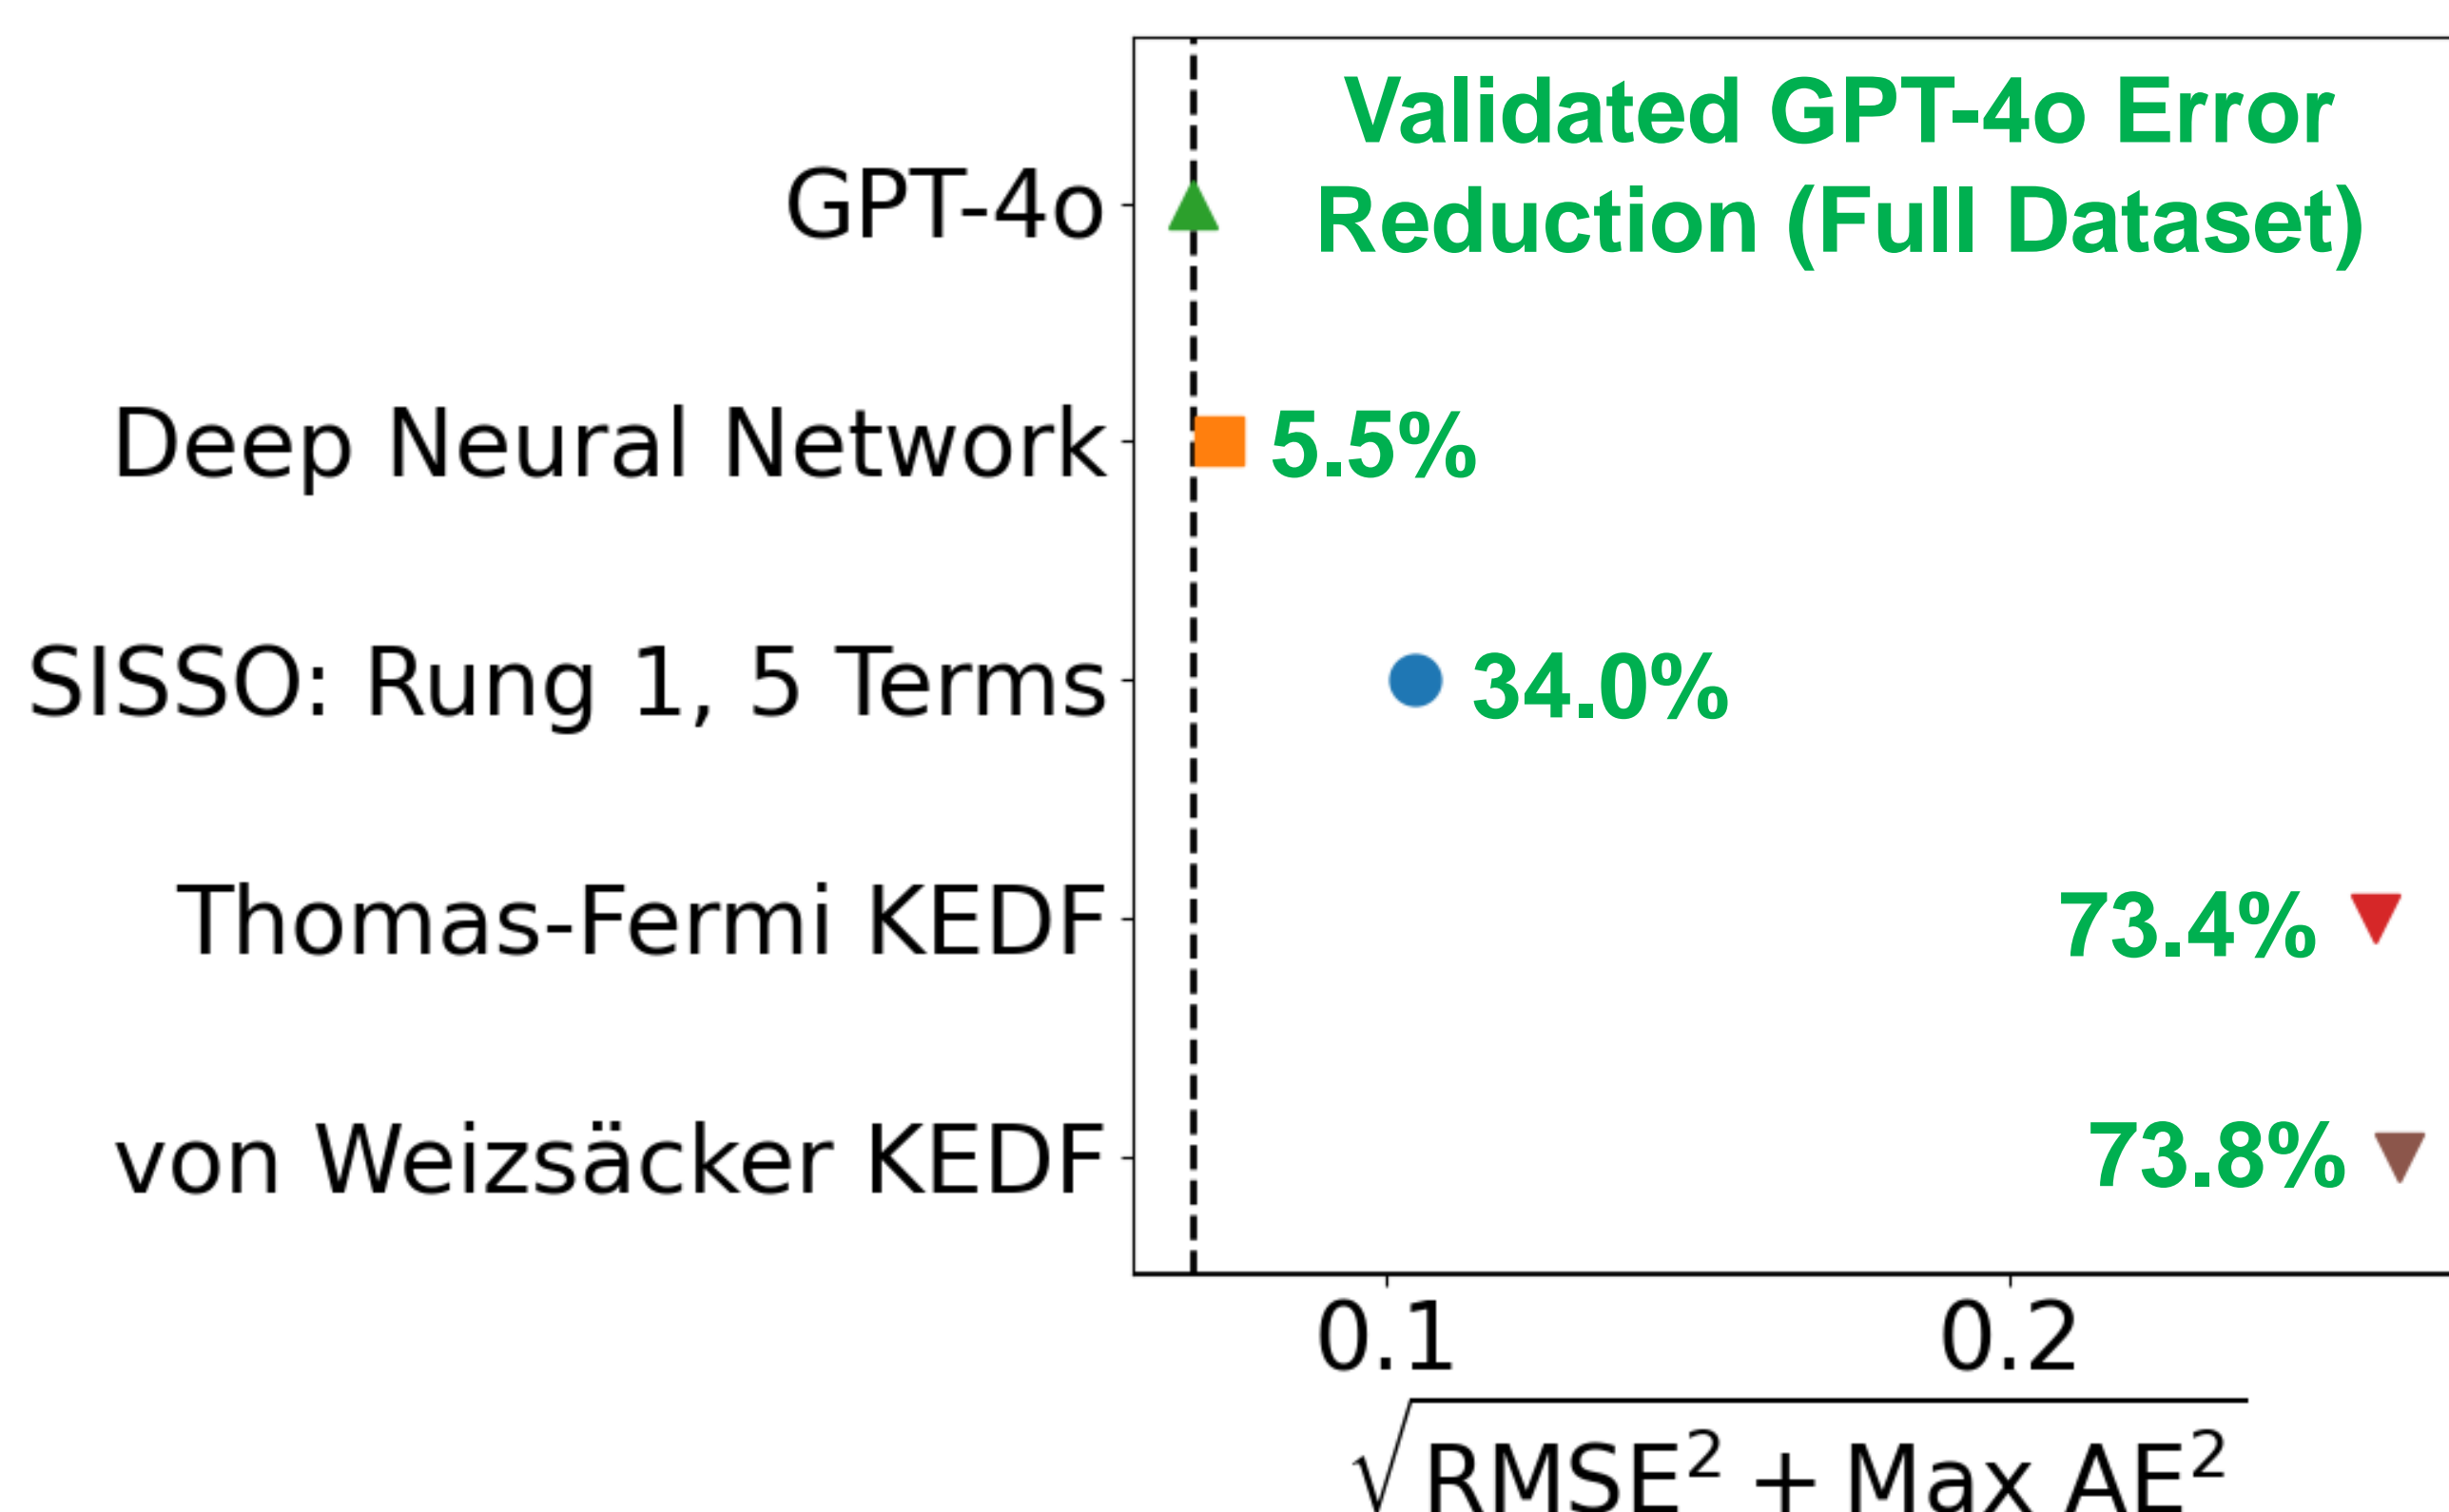 Validated GPT-4o Error
Reduction (Full Dataset)
GPT-4o
Deep Neural Network
5.5%
SISSO: Rung 1, 5 Terms
34.0%
Thomas-Fermi KEDF
73.4%
von Weizsäcker KEDF
73.8%
0.1 0.2
√RMSE² + Max AE²